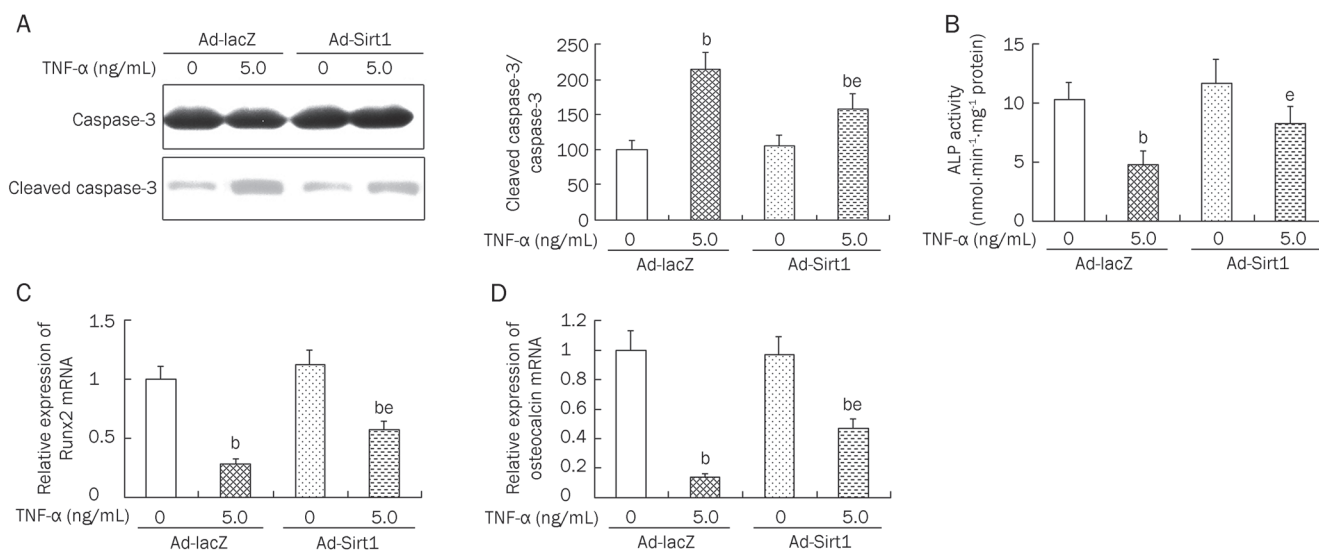 A
Ad-lacZ Ad-Sirt1
TNF-α (ng/mL) 0 5.0 0 5.0
Caspase-3
Cleaved caspase-3
Cleaved caspase-3/
caspase-3
250
200
150
100
50
0
b
be
TNF-α (ng/mL) 0 5.0 0 5.0
Ad-lacZ Ad-Sirt1
B
ALP activity
(nmol·min⁻¹·mg⁻¹ protein)
15
10
5
0
b
e
TNF-α (ng/mL) 0 5.0 0 5.0
Ad-lacZ Ad-Sirt1
C
Relative expression of
Runx2 mRNA
1.5
1
0.5
0
b
be
TNF-α (ng/mL) 0 5.0 0 5.0
Ad-lacZ Ad-Sirt1
D
Relative expression of
osteocalcin mRNA
1.2
1
0.8
0.6
0.4
0.2
0
b
be
TNF-α (ng/mL) 0 5.0 0 5.0
Ad-lacZ Ad-Sirt1